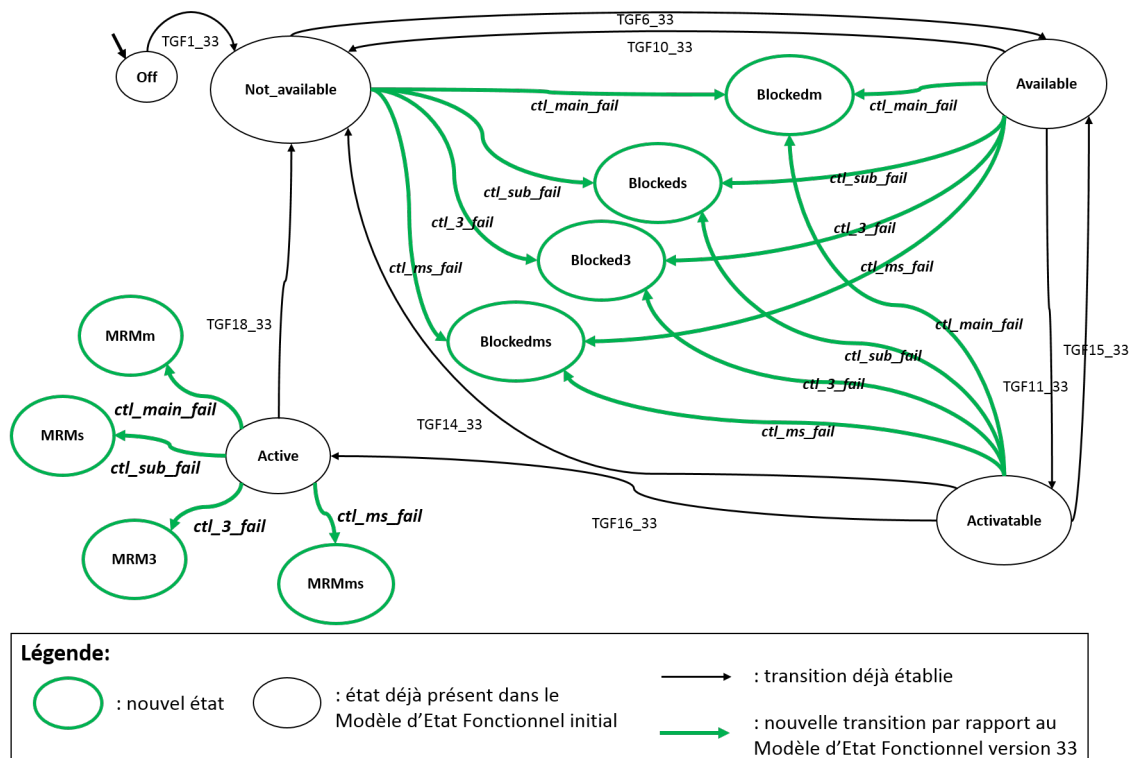 TGF6_33
TGF1_33
TGF10_33
Off
Not_available
Blockedm
Available
ctl_main_fail
ctl_main_fail
Blockeds
ctl_sub_fail
ctl_sub_fail
ctl_3_fail
ctl_3_fail
Blocked3
ctl_ms_fail
ctl_ms_fail
MRMm
TGF18_33
Blockedms
ctl_main_fail
ctl_sub_fail
TGF15_33
ctl_3_fail
TGF11_33
ctl_main_fail
MRMs
TGF14_33
ctl_ms_fail
Active
ctl_sub_fail
ctl_3_fail
ctl_ms_fail
TGF16_33
Activatable
MRM3
MRMms
Légende:
: nouvel état
: état déjà présent dans le
Modèle d'Etat Fonctionnel initial
: transition déjà établie
: nouvelle transition par rapport au
Modèle d'Etat Fonctionnel version 33